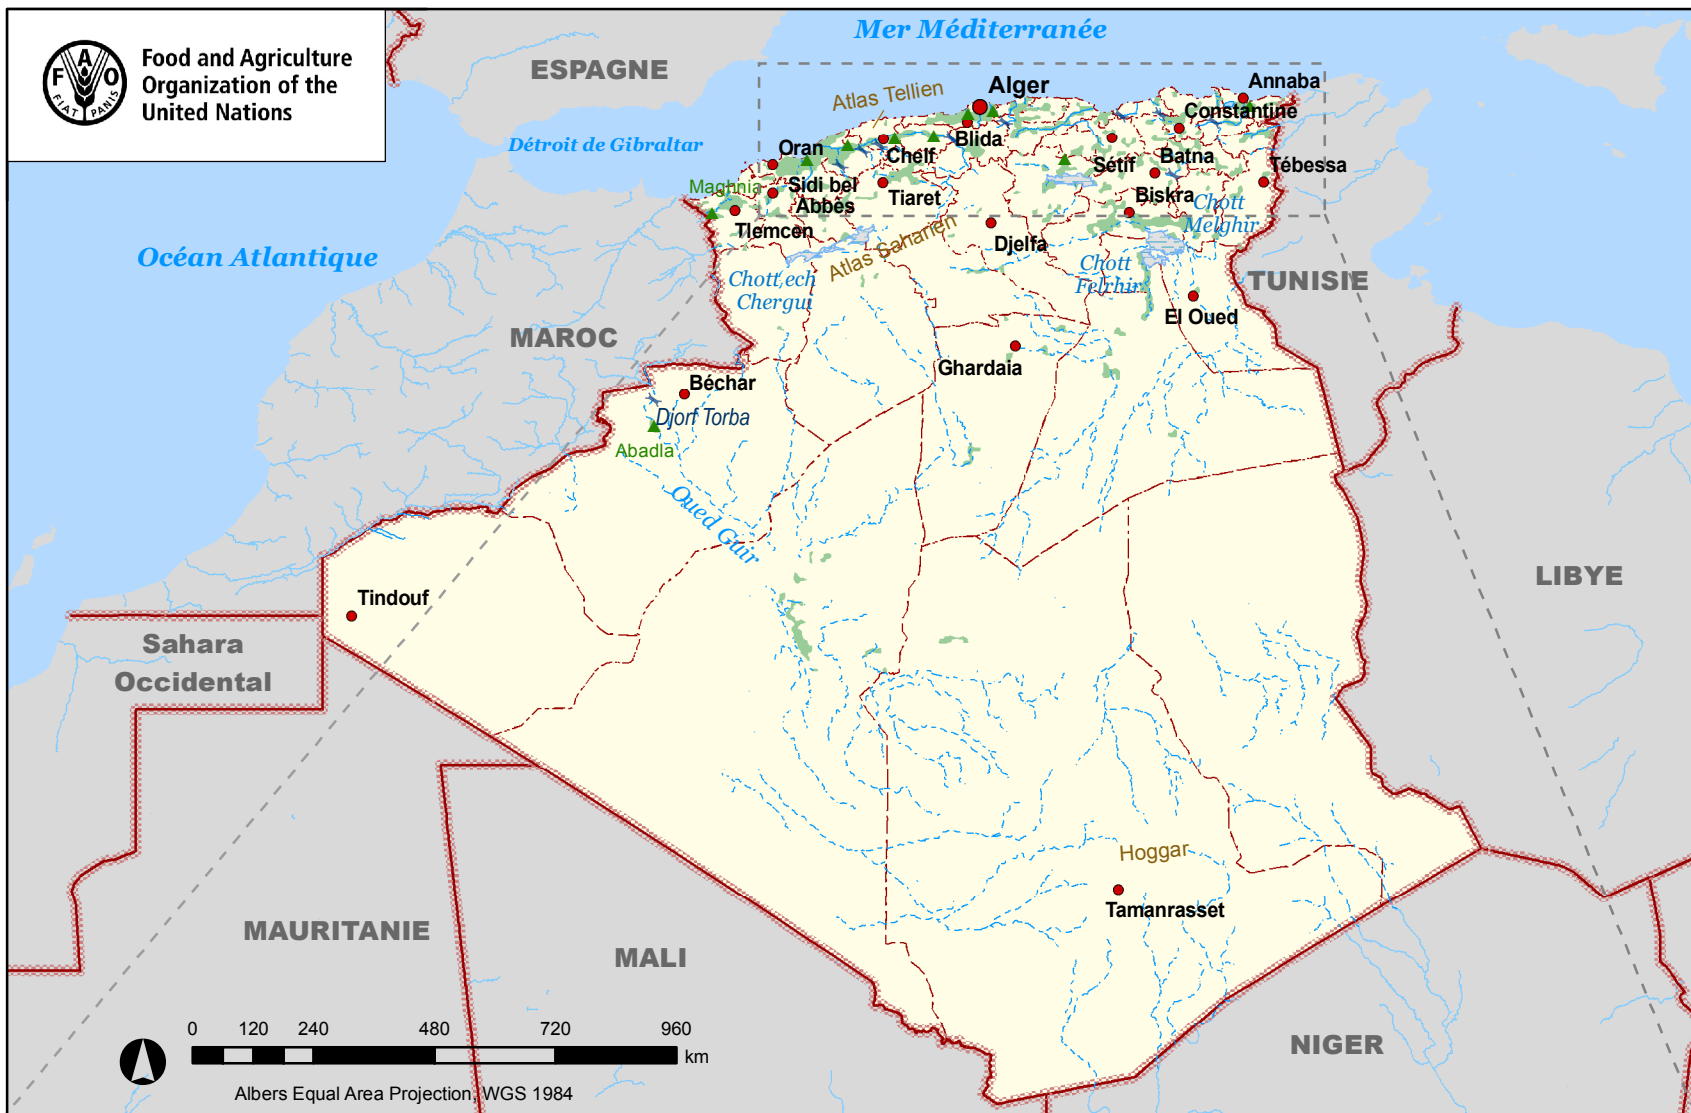 Mer Méditerranée
FAO
FIAT PANIS
Food and Agriculture
Organization of the
United Nations
ESPAGNE
Détroit de Gibraltar
Océan Atlantique
Atlas Tellien
Alger
Annaba
Constantine
Oran
Chelf
Blida
Sétif
Batna
Tébessa
Maghnia
Sidi bel
Abbês
Tiaret
Biskra
Chott
Melghir
Tlemcen
Atlas Saharien
Djelfa
Chott ech
Chergui
Chott
Felrhir
TUNISIE
El Oued
MAROC
Ghardaia
Béchar
Djorf Torba
Abadla
Oued Guir
Tindouf
LIBYE
Sahara
Occidental
Hoggar
Tamanrasset
MAURITANIE
MALI
NIGER
0 120 240 480 720 960
km
Albers Equal Area Projection, WGS 1984